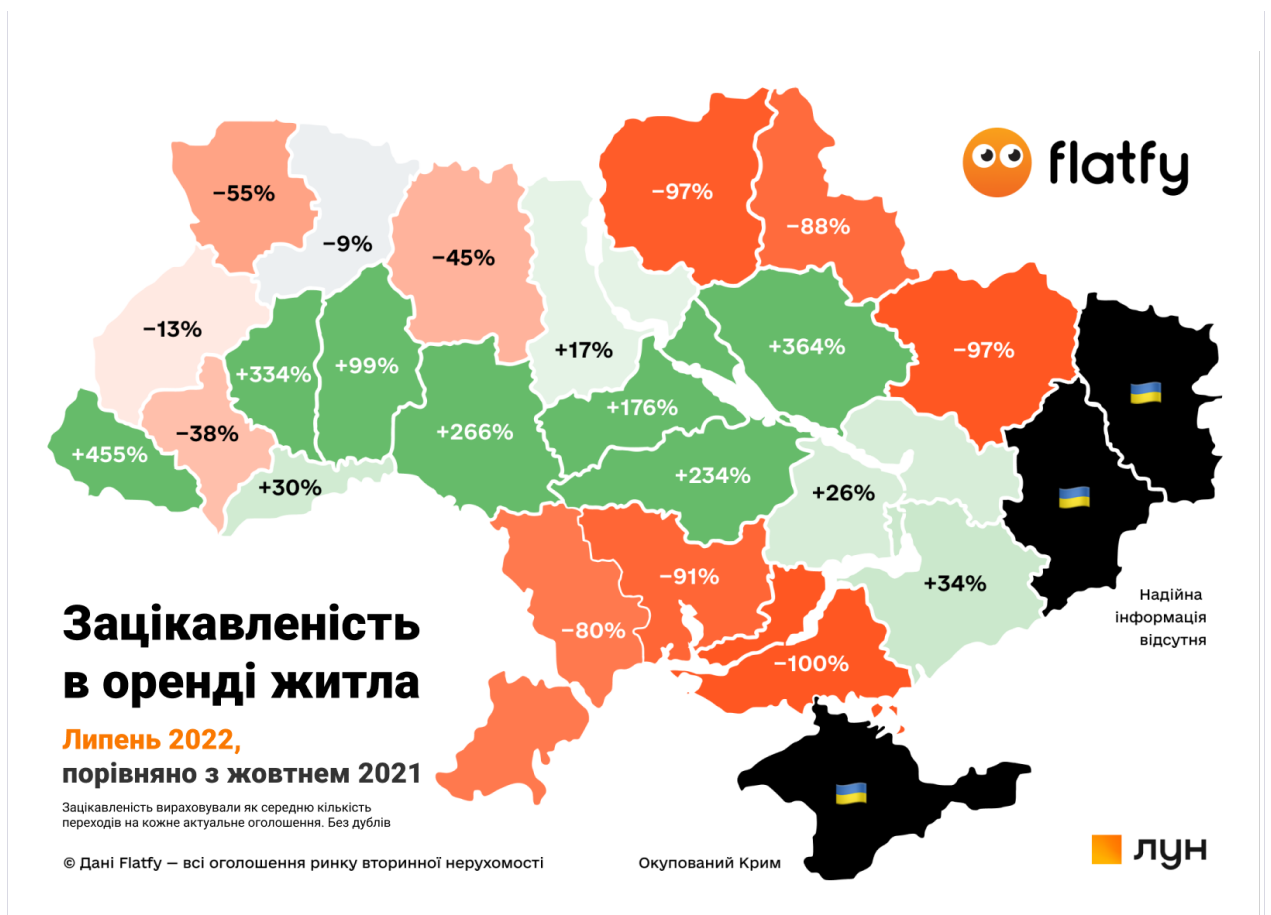 flatfy
−55%
−9%
−45%
−97%
−88%
−13%
+334%
+99%
+17%
+364%
−97%
+455%
−38%
+266%
+176%
+30%
+234%
+26%
−91%
+34%
−80%
−100%
Надійна
інформація
відсутня
Зацікавленість
в оренді житла
Липень 2022,
порівняно з жовтнем 2021
Зацікавленість вираховували як середню кількість
переходів на кожне актуальне оголошення. Без дублів
© Дані Flatfy — всі оголошення ринку вторинної нерухомості
Окупований Крим
лун